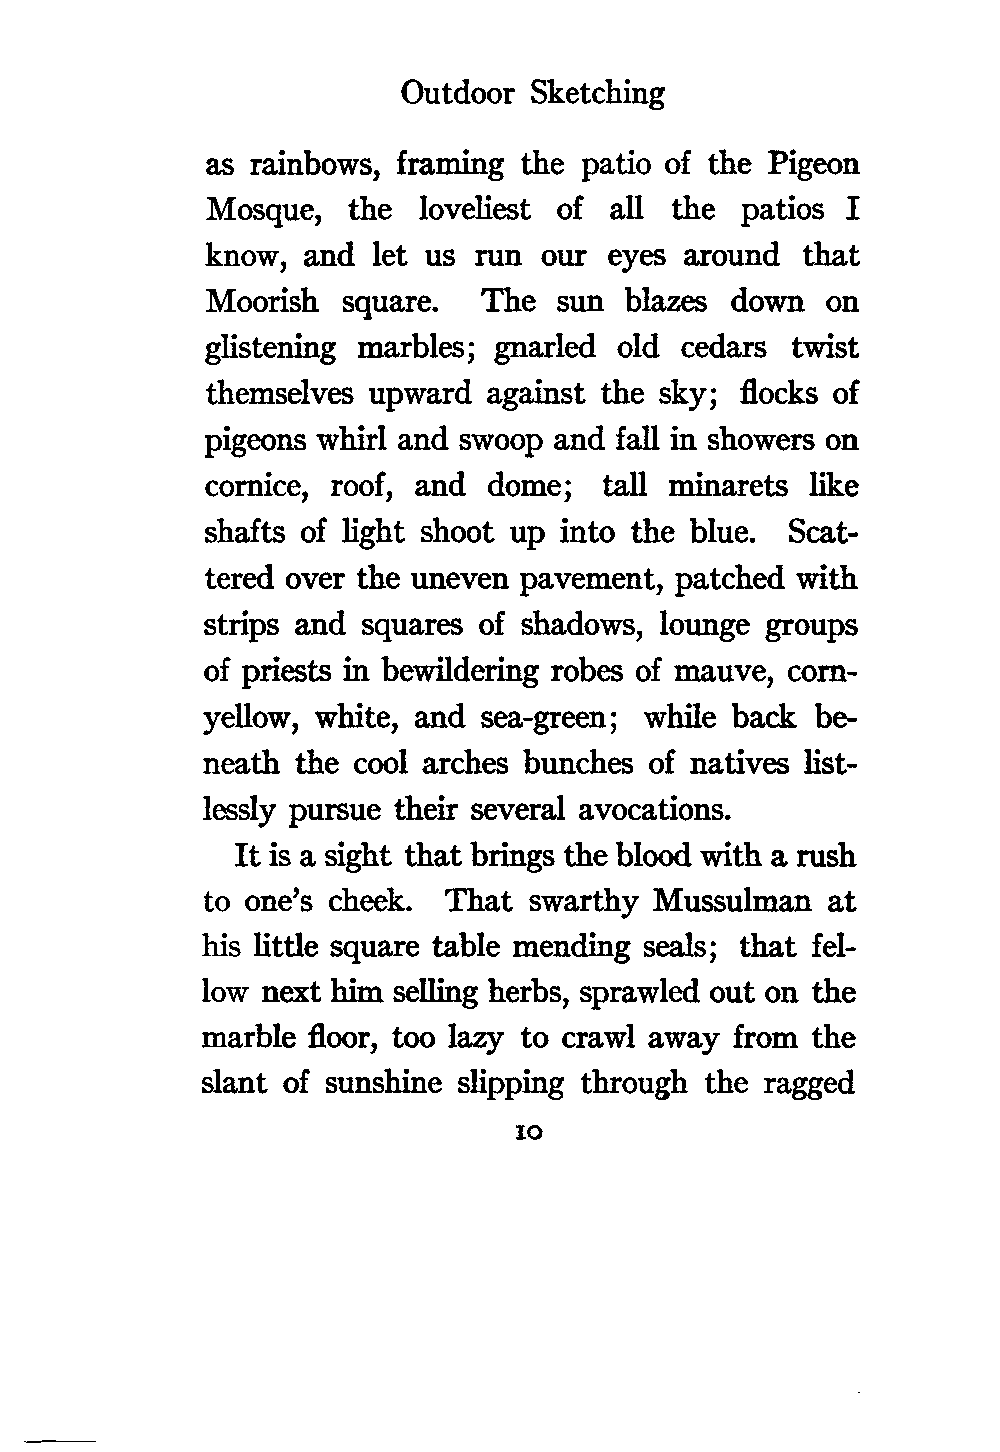 Outdoor Sketching
as rainbows, framing the patio of the Pigeon
Mosque, the loveliest of all the patios I
know, and let us run our eyes around that
Moorish square. The sun blazes down on
glistening marbles; gnarled old cedars twist
themselves upward against the sky; flocks of
pigeons whirl and swoop and fall in showers on
cornice, roof, and dome; tall minarets like
shafts of light shoot up into the blue. Scat-
tered over the uneven pavement, patched with
strips and squares of shadows, lounge groups
of priests in bewildering robes of mauve, corn-
yellow, white, and sea-green; while back be-
neath the cool arches bunches of natives list-
lessly pursue their several avocations.
It is a sight that brings the blood with a rush
to one's cheek. That swarthy Mussulman at
his little square table mending seals; that fel-
low next him selling herbs, sprawled out on the
marble floor, too lazy to crawl away from the
slant of sunshine slipping through the ragged
10